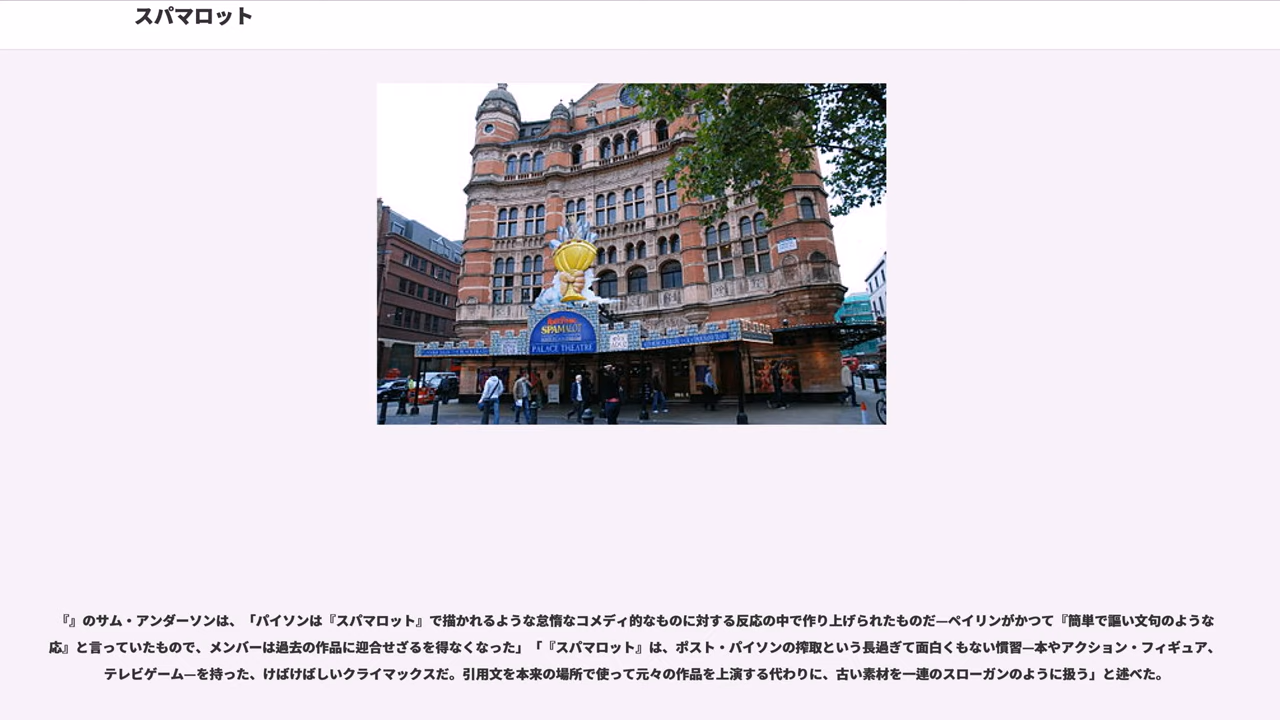 スパマロット
SPAMALOT
PALACE THEATRE
『』のサム・アンダーソンは、「パイソンは『スパマロット』で描かれるような怠惰なコメディ的なものに対する反応の中で作り上げられたものだ—ペイリンがかつて『簡単で謳い文句のような
応』と言っていたもので、メンバーは過去の作品に迎合せざるを得なくなった」「『スパマロット』は、ポスト・パイソンの搾取という長過ぎて面白くもない慣習—本やアクション・フィギュア、
テレビゲーム—を持った、けばけばしいクライマックスだ。引用文を本来の場所で使って元々の作品を上演する代わりに、古い素材を一連のスローガンのように扱う」と述べた。